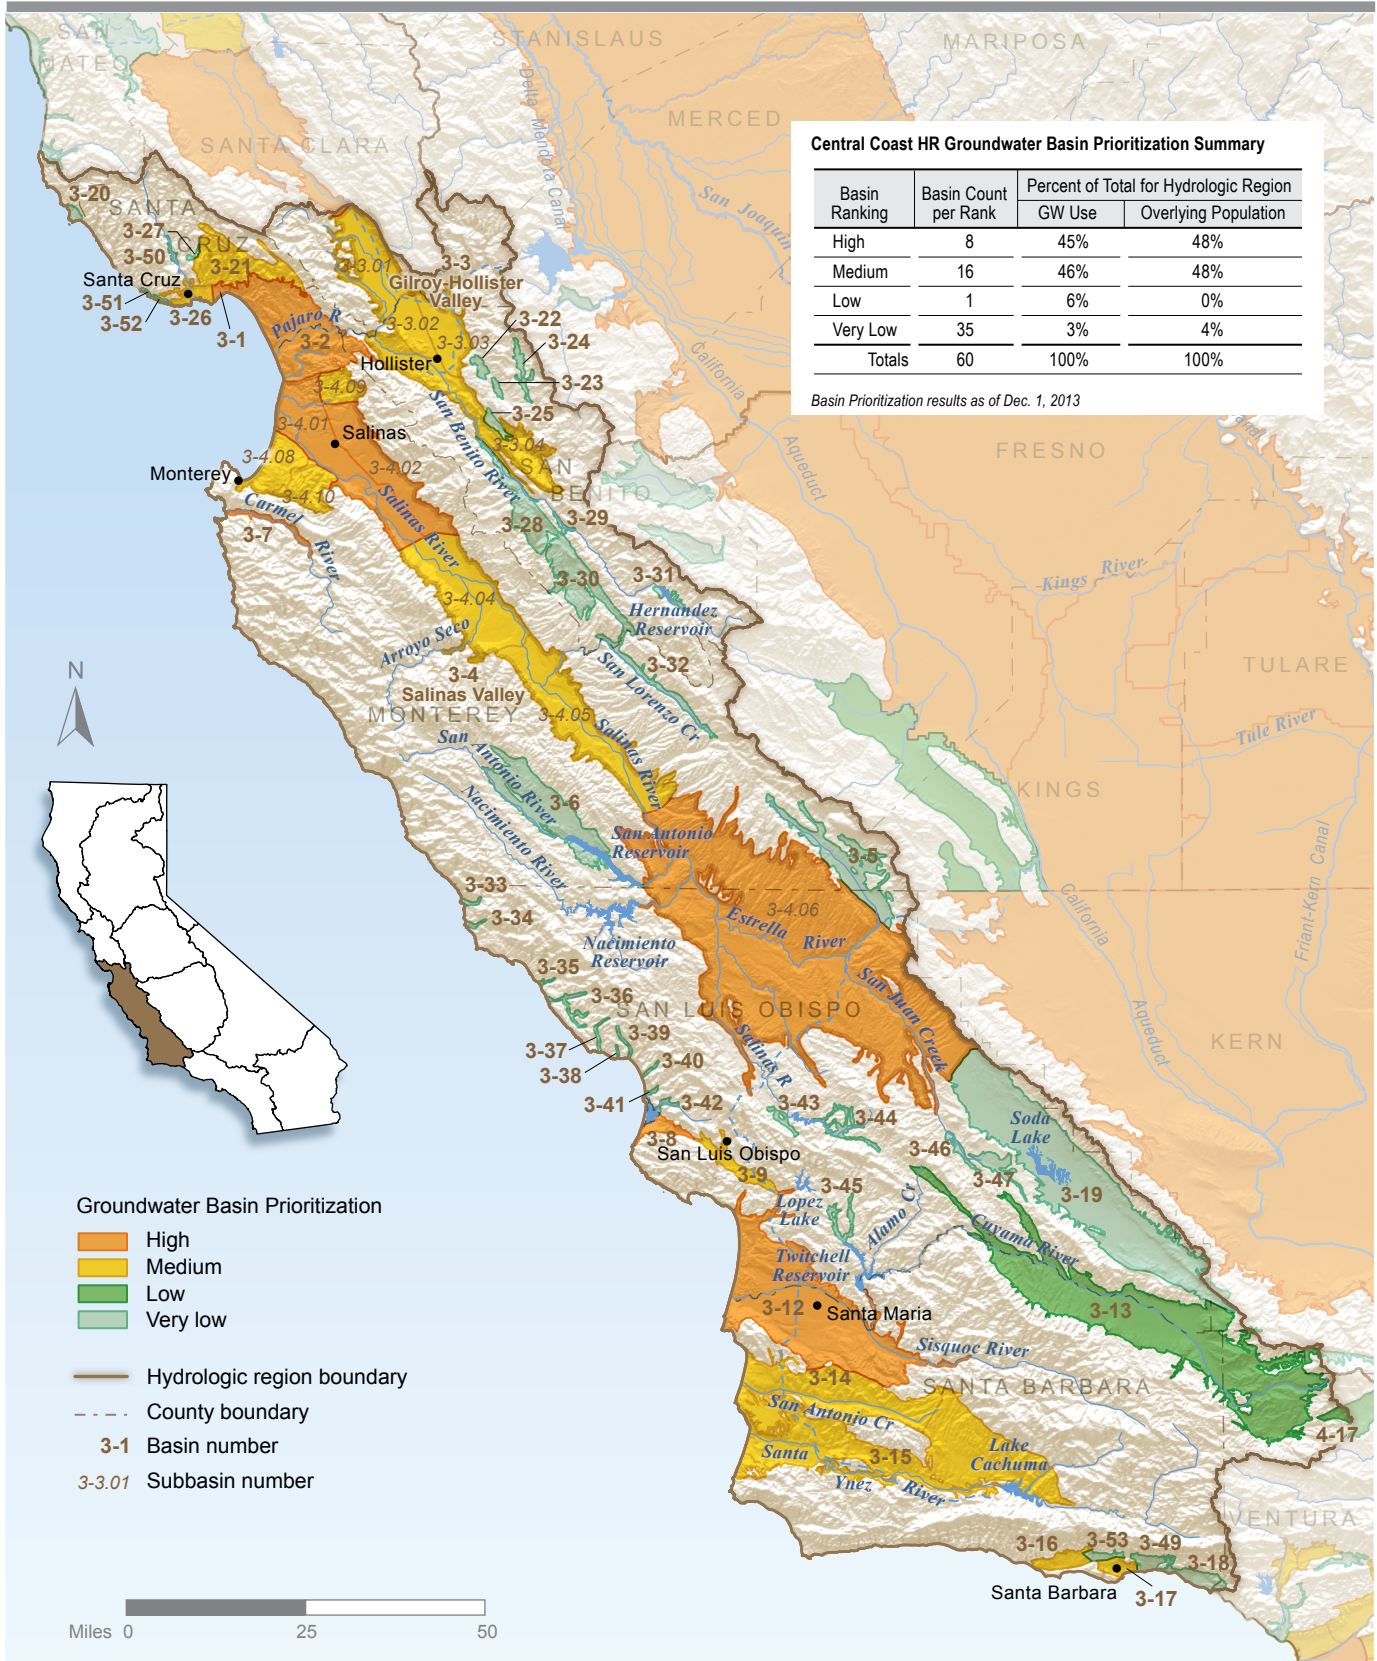 SAN
MATEO
STANISLAUS
MARIPOSA
MERCED
SANTA CLARA
Delta Mendota Canal
San Joaquin
Central Coast HR Groundwater Basin Prioritization Summary
Basin Ranking
Basin Count per Rank
Percent of Total for Hydrologic Region
GW Use
Overlying Population
High 8 45% 48%
Medium 16 46% 48%
Low 1 6% 0%
Very Low 35 3% 4%
Totals 60 100% 100%
Basin Prioritization results as of Dec. 1, 2013
3-20
SANTA
CRUZ
3-27
3-50
3-21
Santa Cruz
3-51
3-52
3-26
3-1
3-3.01
3-3
Gilroy-Hollister
Valley
3-3.02
3-3.03
Pajaro R
3-2
Hollister
3-22
3-24
3-23
3-25
3-4.09
3-4.01
Salinas
3-4.02
3-3.04
San Benito River
SAN
BENITO
California
Aqueduct
Canal
FRESNO
3-4.08
Monterey
3-4.10
Carmel
River
3-7
Salinas River
3-28
3-29
3-30
3-31
Hernandez
Reservoir
Kings River
3-4.04
Arroyo Seco
3-4
Salinas Valley
MONTEREY
3-32
San Lorenzo Cr
TULARE
Tule River
3-4.05
Salinas River
San
Antonio River
3-6
Nacimiento River
San Antonio
Reservoir
KINGS
3-5
3-33
3-34
3-4.06
Estrella
River
Nacimiento
Reservoir
California
Aqueduct
Friant-Kern Canal
3-35
3-36
SAN LUIS OBISPO
San Juan Creek
3-39
3-37
3-38
3-40
Salinas R
KERN
3-41
3-42
3-43
3-44
3-8
San Luis Obispo
3-9
3-46
Soda
Lake
3-47
3-19
3-45
Lopez
Lake
Alamo Cr
Cuyama River
Twitchell
Reservoir
3-12
Santa Maria
3-13
Sisquoc River
3-14
SANTA BARBARA
San Antonio Cr
4-17
Santa
Ynez
River
3-15
Lake
Cachuma
VENTURA
3-16
3-53
3-49
3-18
Santa Barbara
3-17
N
Groundwater Basin Prioritization
High
Medium
Low
Very low
Hydrologic region boundary
County boundary
3-1 Basin number
3-3.01 Subbasin number
Miles 0 25 50